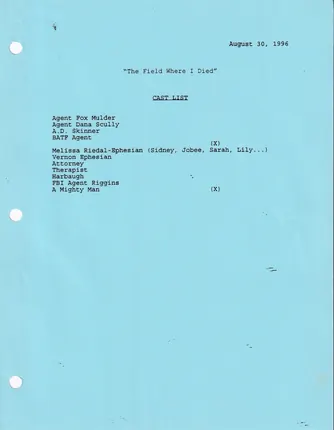 August 30, 1996
"The Field Where I Died"
CAST LIST
Agent Fox Mulder
Agent Dana Scully
A.D. Skinner
BATF Agent
(X)
Melissa Riedal-Ephesian (Sidney, Jobee, Sarah, Lily...)
Vernon Ephesian
Attorney
Therapist
Harbaugh
FBI Agent Riggins
A Mighty Man (X)